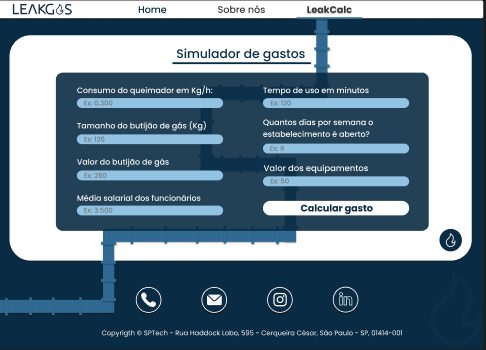 LEAKGS
Home
Sobre nós
LeakCalc
Simulador de gastos
Consumo do queimador em Kg/h:
Ex: 0.300
Tamanho do butijão de gás (Kg)
Ex: 120
Valor do butijão de gás
Ex: 250
Média salarial dos funcionários
Ex: 3.500
Tempo de uso em minutos
Ex: 120
Quantos dias por semana o
estabelecimento é aberto?
Ex: 6
Valor dos equipamentos
Ex: 50
Calcular gasto
in
Copyrigth © SPTech - Rua Haddock Lobo, 595 - Cerqueira César, São Paulo - SP, 01414-001